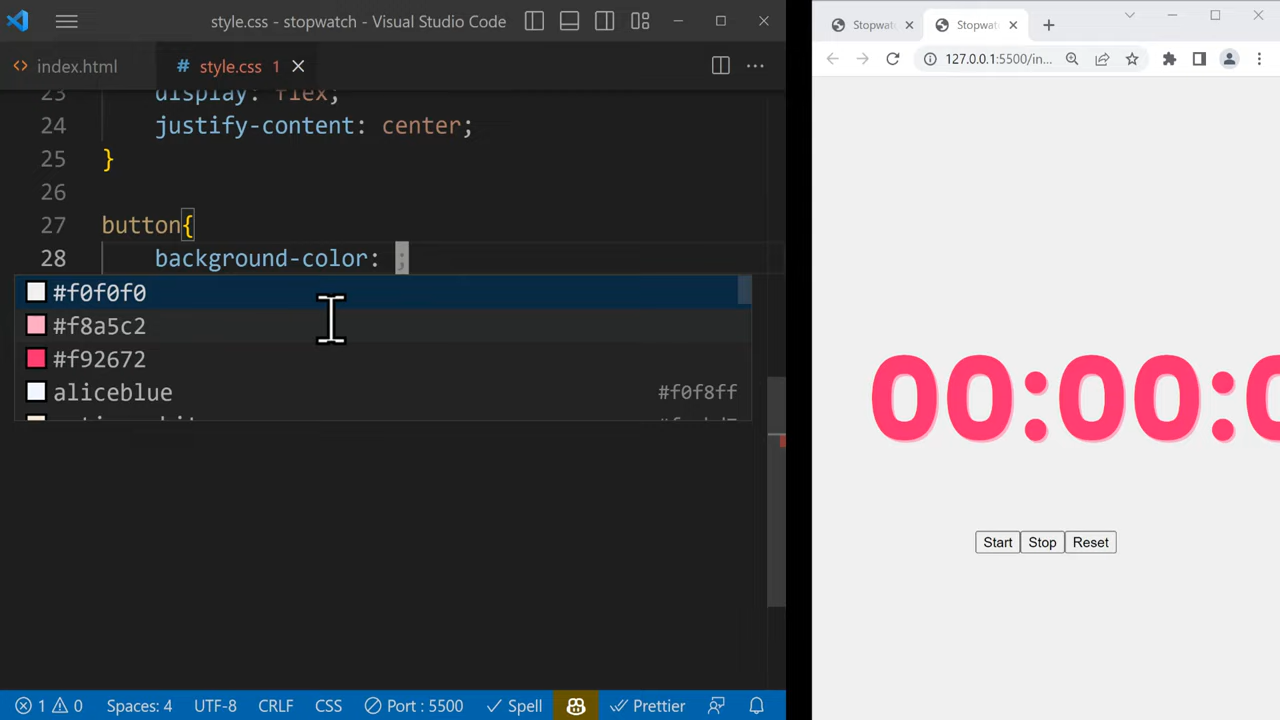 style.css - stopwatch - Visual Studio Code
index.html
# style.css 1
23 display: flex;
24 justify-content: center;
25 }
26
27 button{
28 background-color: ;
#f0f0f0
#f8a5c2
#f92672
aliceblue #f0f8ff
1 0 Spaces: 4 UTF-8 CRLF CSS Port : 5500 Spell Prettier
Stopwatc
Stopwatc
127.0.0.1:5500/in...
00:00:0
Start Stop Reset